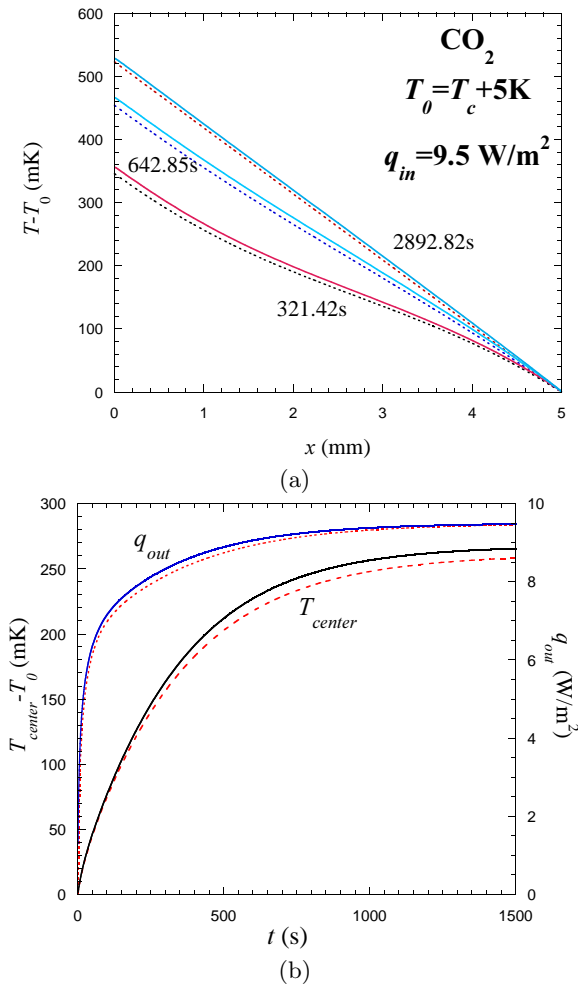 600
500
400
300
200
100
0
T-T0 (mK)
CO2
T0=Tc+5K
qin=9.5 W/m2
642.85s
2892.82s
321.42s
0 1 2 3 4 5
x (mm)
(a)
300
250
200
150
100
50
0
Tcenter-T0 (mK)
qout
Tcenter
10
8
6
4
2
0
qout (W/m2)
0 500 1000 1500
t (s)
(b)